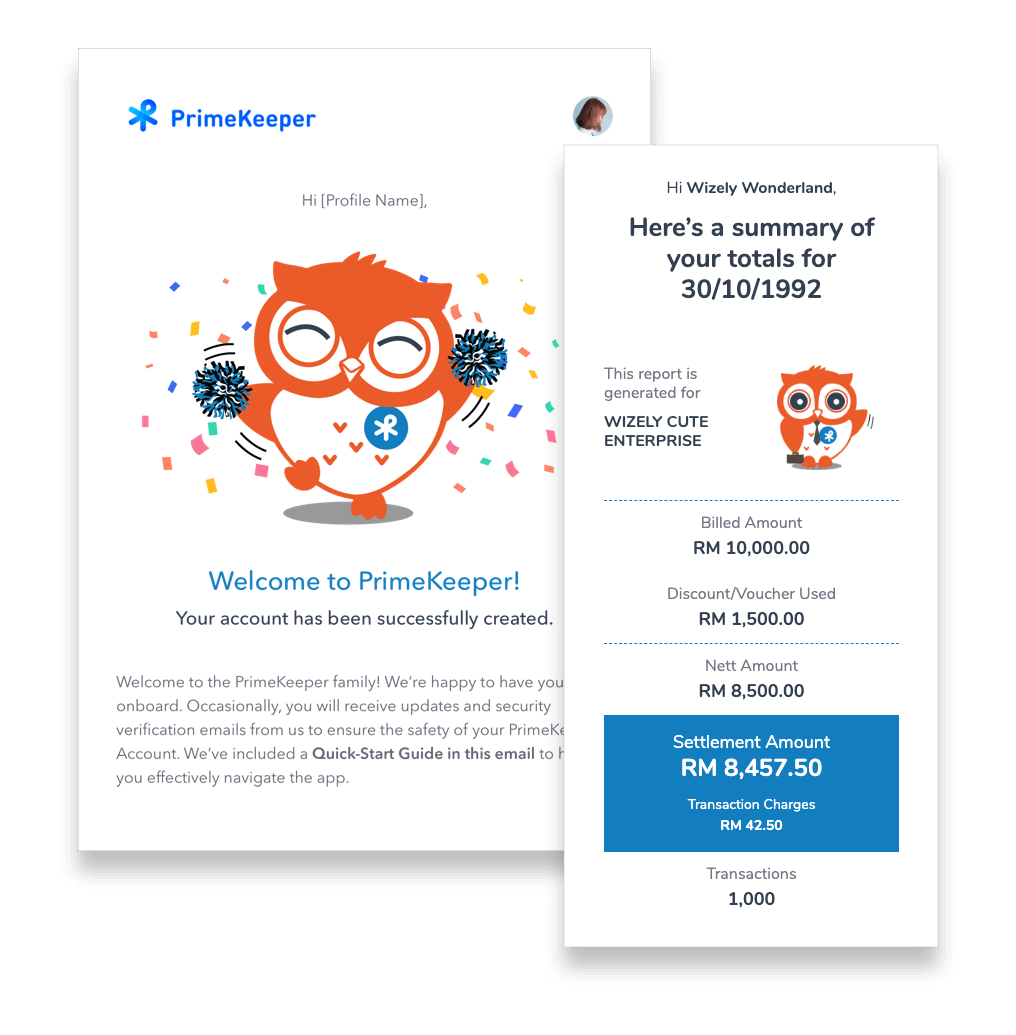 PrimeKeeper
Hi [Profile Name],
Welcome to PrimeKeeper!
Your account has been successfully created.
Welcome to the PrimeKeeper family! We’re happy to have you
onboard. Occasionally, you will receive updates and security
verification emails from us to ensure the safety of your
Account. We’ve included a Quick-Start Guide in this email to
you effectively navigate the app.
Hi Wizely Wonderland,
Here’s a summary of
your totals for
30/10/1992
This report is
generated for
WIZELY CUTE
ENTERPRISE
Billed Amount
RM 10,000.00
Discount/Voucher Used
RM 1,500.00
Nett Amount
RM 8,500.00
Settlement Amount
RM 8,457.50
Transaction Charges
RM 42.50
Transactions
1,000